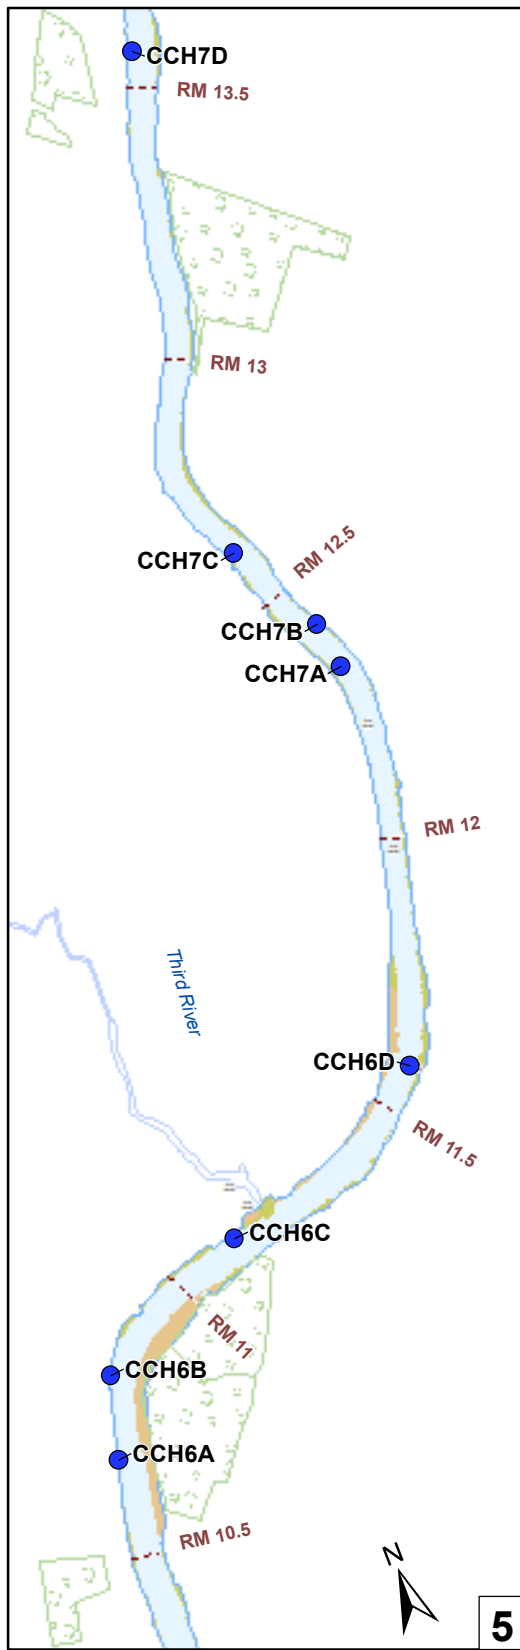 CCH7D
RM 13.5
RM 13
RM 12.5
CCH7C
CCH7B
CCH7A
RM 12
Third River
CCH6D
RM 11.5
CCH6C
RM 11
CCH6B
CCH6A
RM 10.5
N
5